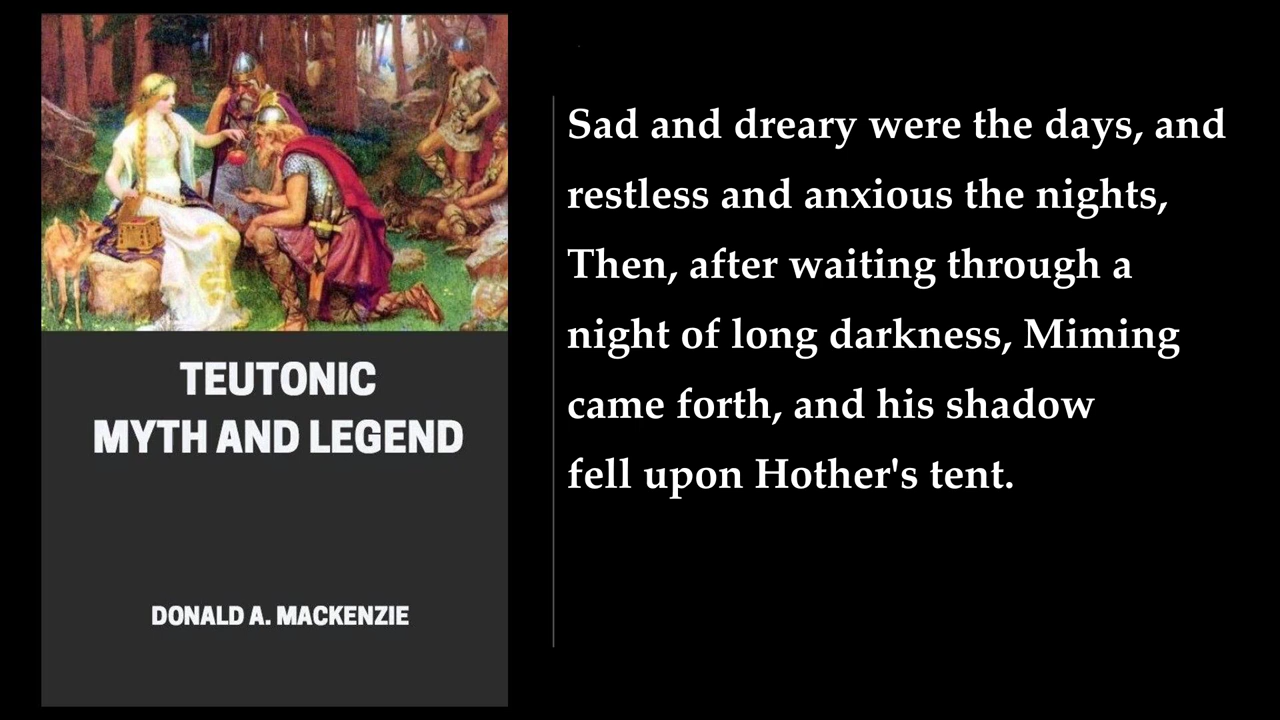 TEUTONIC
MYTH AND LEGEND
DONALD A. MACKENZIE
Sad and dreary were the days, and
restless and anxious the nights,
Then, after waiting through a
night of long darkness, Miming
came forth, and his shadow
fell upon Hother's tent.